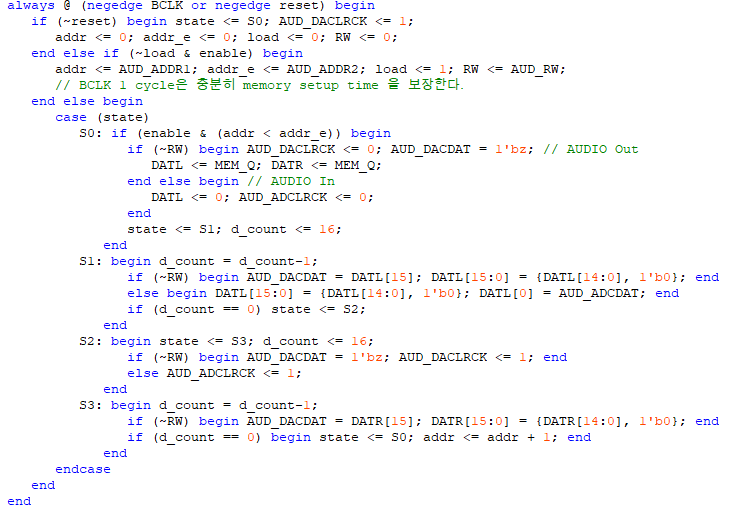 always @ (negedge BCLK or negedge reset) begin
if (~reset) begin state <= S0; AUD_DACLRCK <= 1;
addr <= 0; addr_e <= 0; load <= 0; RW <= 0;
end else if (~load & enable) begin
addr <= AUD_ADDR1; addr_e <= AUD_ADDR2; load <= 1; RW <= AUD_RW;
// BCLK 1 cycle은 충분히 memory setup time 을 보장한다.
end else begin
case (state)
S0: if (enable & (addr < addr_e)) begin
if (~RW) begin AUD_DACLRCK <= 0; AUD_DACDAT = 1'bz; // AUDIO Out
DATL <= MEM_Q; DATR <= MEM_Q;
end else begin // AUDIO In
DATL <= 0; AUD_ADCLRCK <= 0;
end
state <= S1; d_count <= 16;
end
S1: begin d_count = d_count-1;
if (~RW) begin AUD_DACDAT = DATL[15]; DATL[15:0] = {DATL[14:0], 1'b0}; end
else begin DATL[15:0] = {DATL[14:0], 1'b0}; DATL[0] = AUD_ADCDAT; end
if (d_count == 0) state <= S2;
end
S2: begin state <= S3; d_count <= 16;
if (~RW) begin AUD_DACDAT = 1'bz; AUD_DACLRCK <= 1; end
else AUD_ADCLRCK <= 1;
end
S3: begin d_count = d_count-1;
if (~RW) begin AUD_DACDAT = DATR[15]; DATR[15:0] = {DATR[14:0], 1'b0}; end
if (d_count == 0) begin state <= S0; addr <= addr + 1; end
end
endcase
end
end